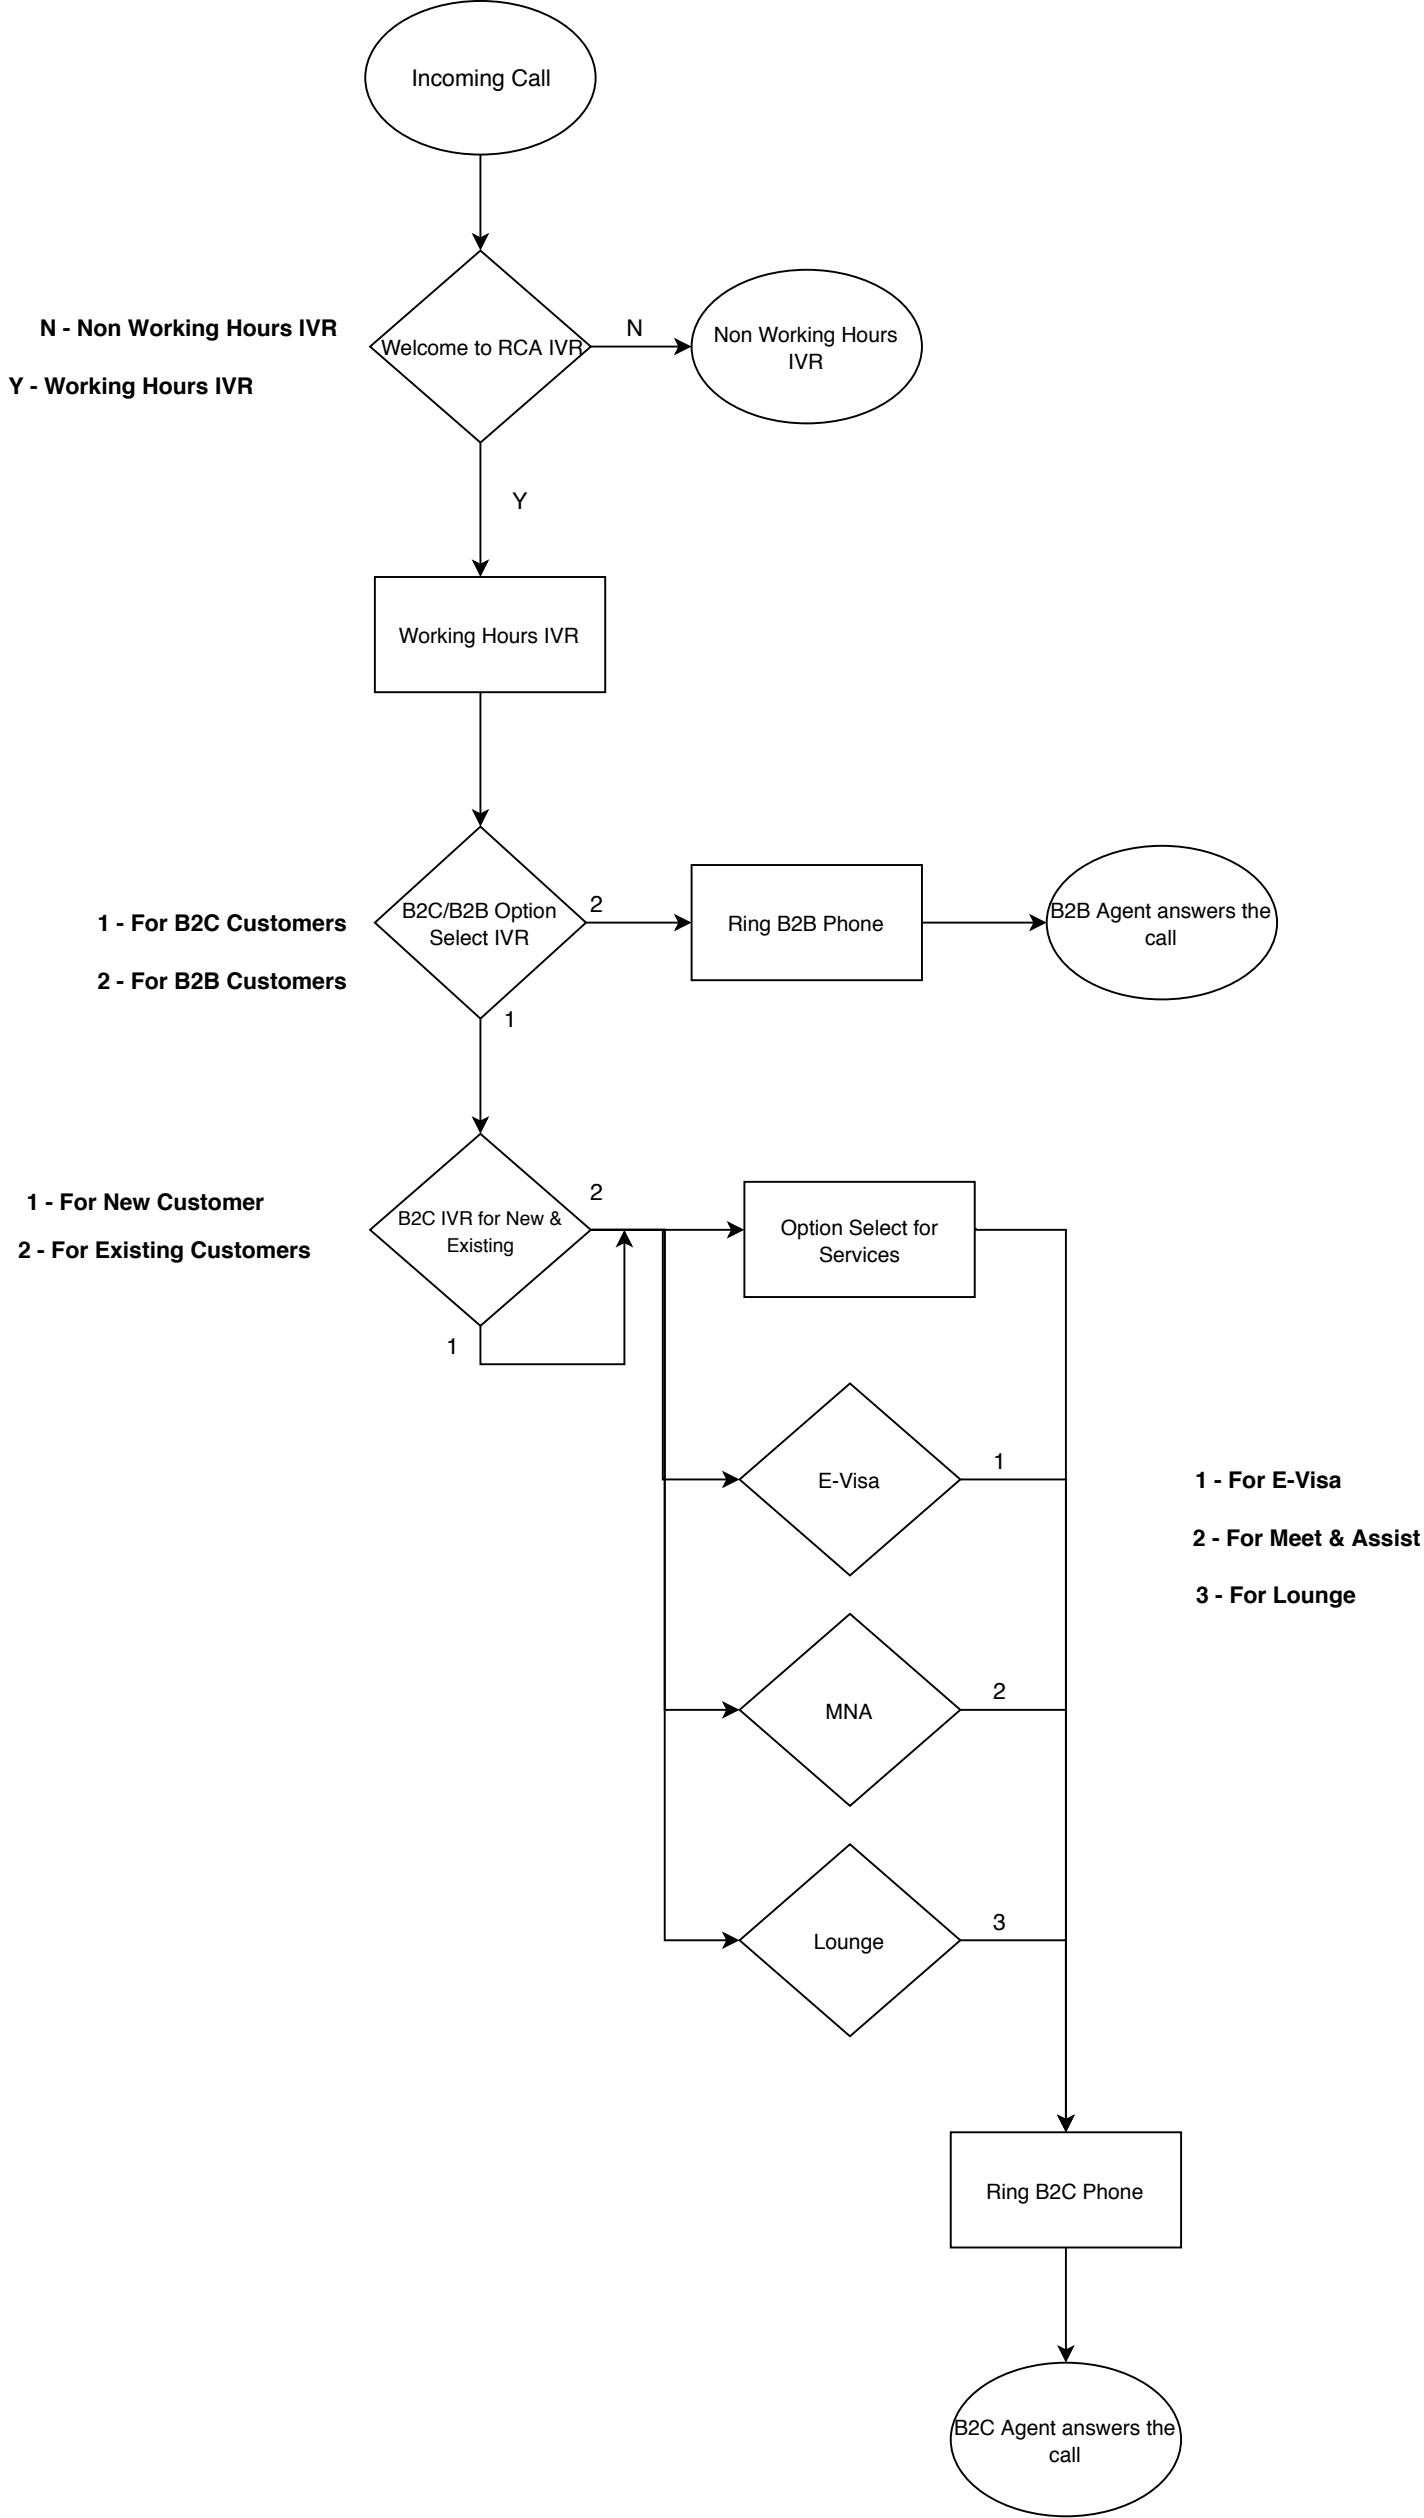 Incoming Call
N - Non Working Hours IVR
Y - Working Hours IVR
Welcome to RCA IVR
N
Non Working Hours
IVR
Y
Working Hours IVR
1 - For B2C Customers
2 - For B2B Customers
B2C/B2B Option
Select IVR
2
Ring B2B Phone
B2B Agent answers the
call
1
1 - For New Customer
2 - For Existing Customers
B2C IVR for New &
Existing
2
Option Select for
Services
1
E-Visa
1
1 - For E-Visa
2 - For Meet & Assist
3 - For Lounge
MNA
2
Lounge
3
Ring B2C Phone
B2C Agent answers the
call